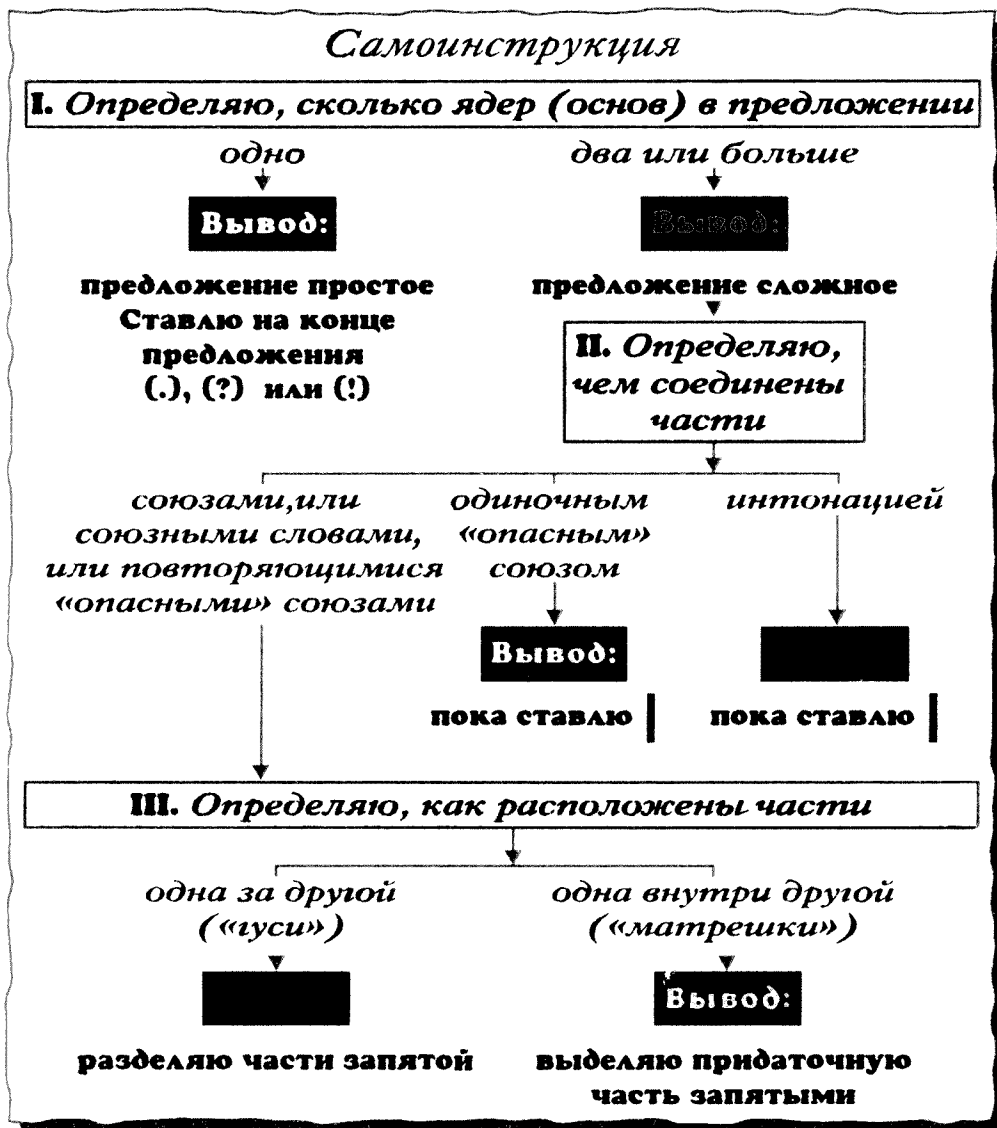 Самоинструкция
I. Определяю, сколько ядер (основ) в предложении
одно
два или больше
Вывод:
Вывод:
предложение простое
Ставлю на конце
предложения
(.), (?) или (!)
предложение сложное
II. Определяю,
чем соединены
части
союзами,или
союзными словами,
или повторяющимися
«опасными» союзами
одиночным
«опасным»
союзом
интонацией
Вывод:
пока ставлю |
пока ставлю |
III. Определяю, как расположены части
одна за другой
(«гуси»)
одна внутри другой
(«матрешки»)
Вывод:
разделяю части запятой
выделяю придаточную
часть запятыми